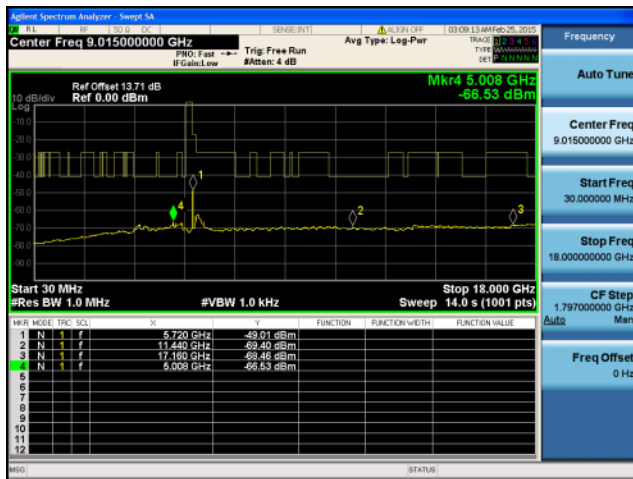 Agilent Spectrum Analyzer - Swept SA
RL RF 50 Ω DC SENSE:INT ALIGN OFF 03:09:13 AM Feb 25, 2015
Center Freq 9.015000000 GHz
PNO: Fast
IFGain:Low
Trig: Free Run
#Atten: 4 dB
Avg Type: Log-Pwr
TRACE 1 2 3 4 5 6
TYPE
DET P N N N N N
Ref Offset 13.71 dB
10 dB/div Ref 0.00 dBm
Log
Mkr4 5.008 GHz
-66.53 dBm
-10.0
-20.0
-30.0
-40.0
-50.0
-60.0
-70.0
-80.0
-90.0
1
4
2
3
Start 30 MHz
Stop 18.000 GHz
#Res BW 1.0 MHz #VBW 1.0 kHz Sweep 14.0 s (1001 pts)
MKR MODE TRC SCL X Y FUNCTION FUNCTION WIDTH FUNCTION VALUE
1 N 1 f 5.720 GHz -49.01 dBm
2 N 1 f 11.440 GHz -69.40 dBm
3 N 1 f 17.160 GHz -68.46 dBm
4 N 1 f 5.008 GHz -66.53 dBm
5
6
7
8
9
10
11
12
MSG STATUS
Frequency
Auto Tune
Center Freq
9.015000000 GHz
Start Freq
30.000000 MHz
Stop Freq
18.000000000 GHz
CF Step
1.797000000 GHz
Auto Man
Freq Offset
0 Hz